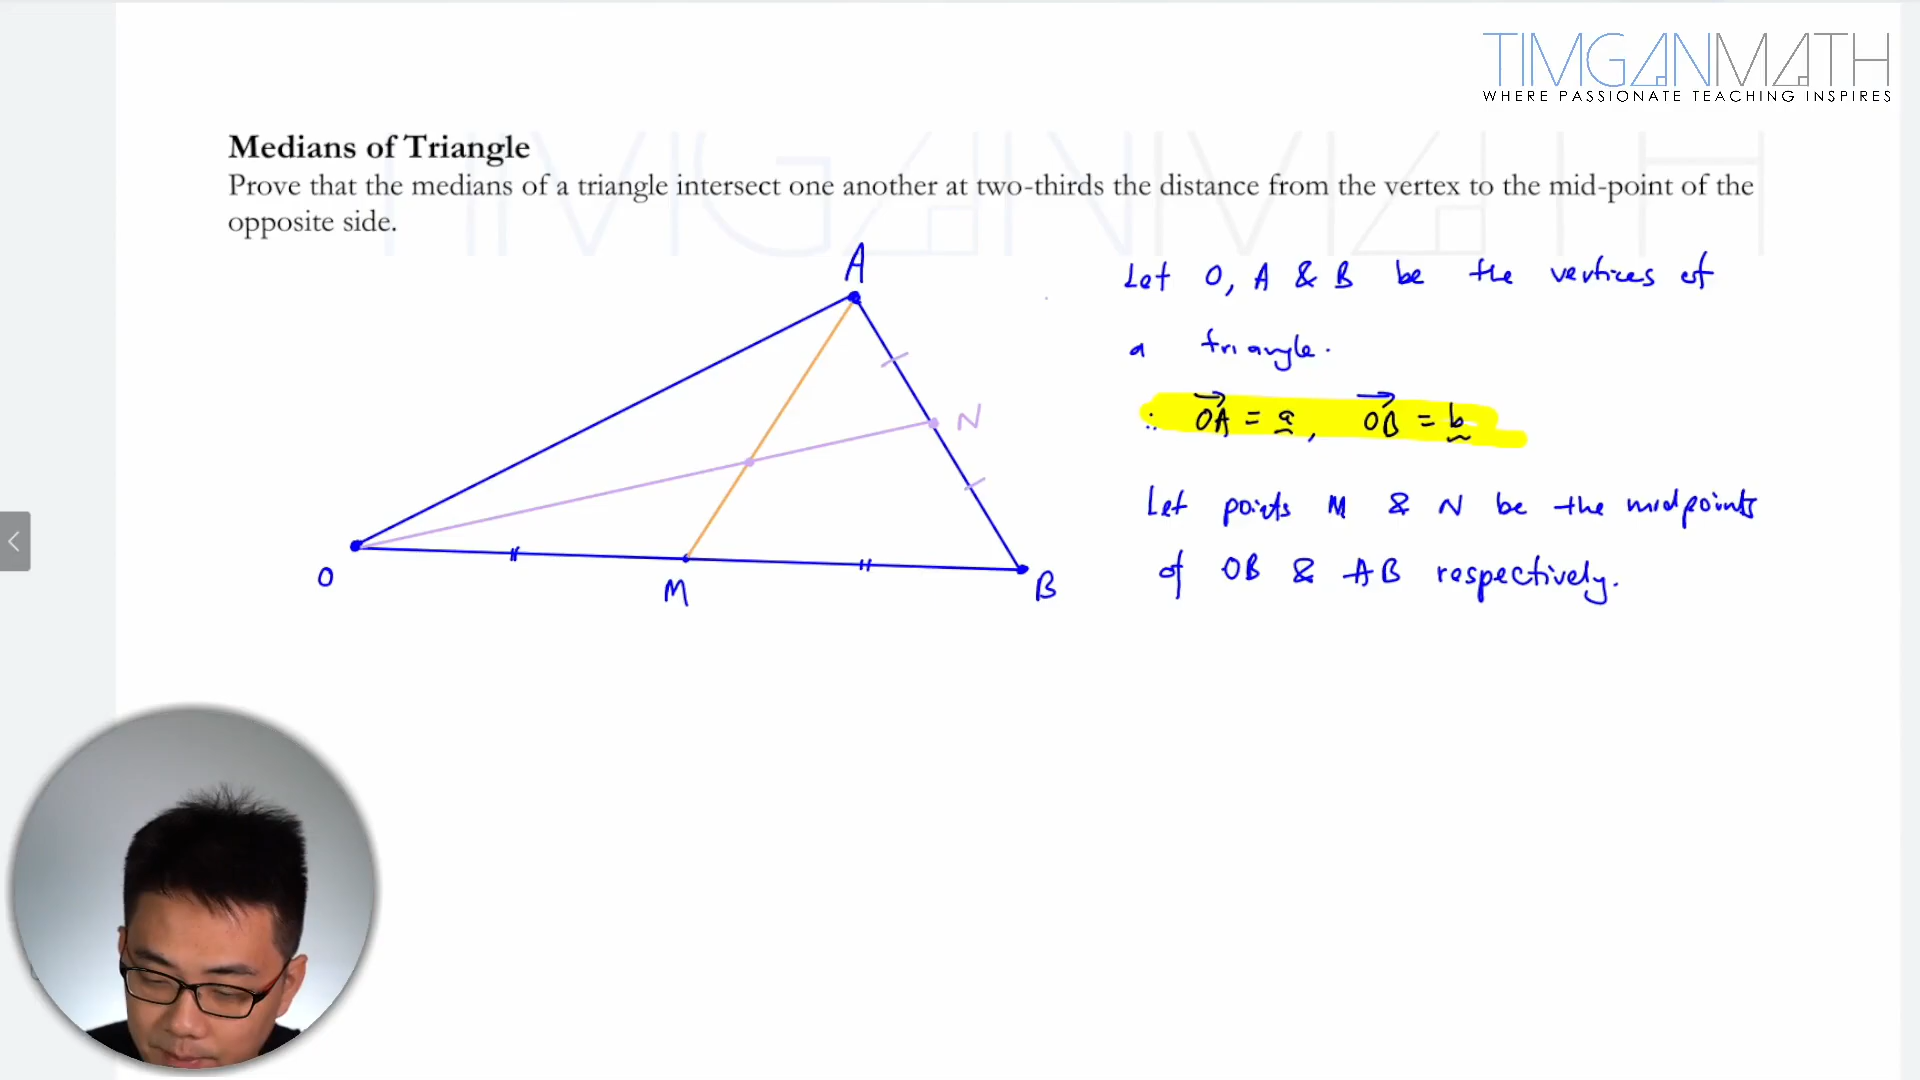 TIMGANMATH
WHERE PASSIONATE TEACHING INSPIRES
Medians of Triangle
Prove that the medians of a triangle intersect one another at two-thirds the distance from the vertex to the mid-point of the
opposite side.
A
N
O
M
B
Let O, A & B be the vertices of
a triangle.
∴ OA⃗ = a̰, OB⃗ = b̰
Let points M & N be the midpoints
of OB & AB respectively.
TIMGANMATH